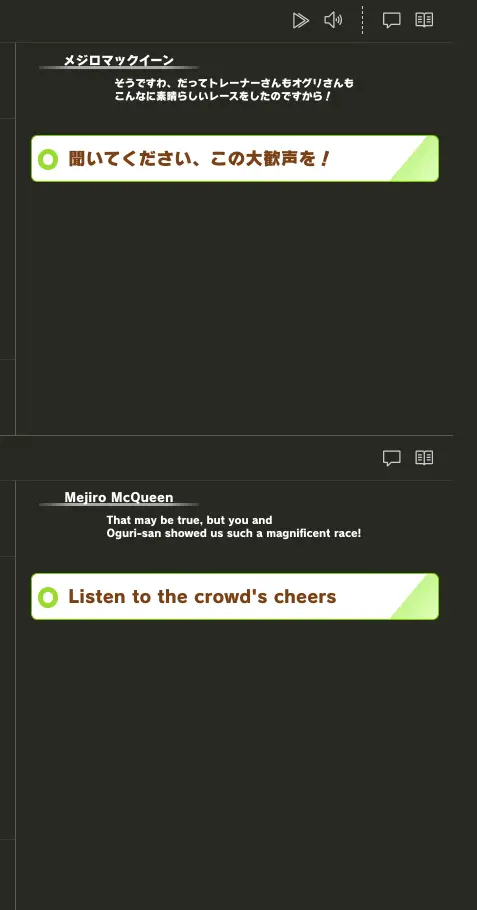 メジロマックイーン
そうですわ、だってトレーナーさんもオグリさんも
こんなに素晴らしいレースをしたのですから！
聞いてください、この大歓声を！
Mejiro McQueen
That may be true, but you and
Oguri-san showed us such a magnificent race!
Listen to the crowd's cheers